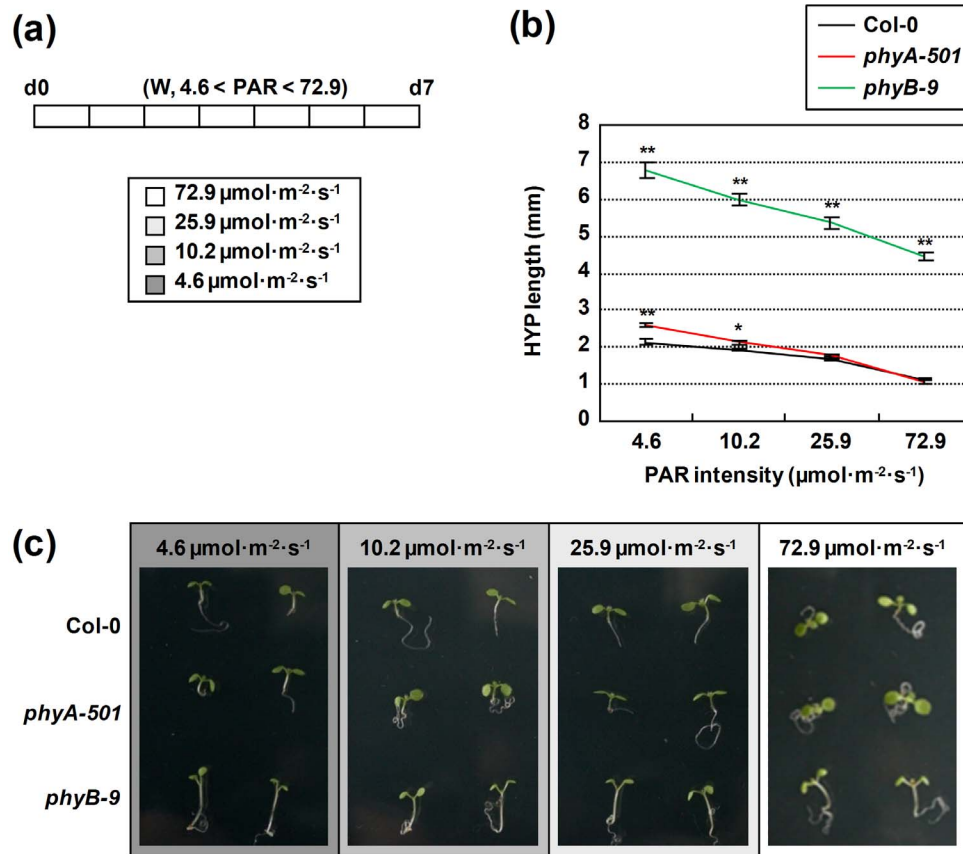 (a)
d0 (W, 4.6 < PAR < 72.9) d7
72.9 µmol·m⁻²·s⁻¹
25.9 µmol·m⁻²·s⁻¹
10.2 µmol·m⁻²·s⁻¹
4.6 µmol·m⁻²·s⁻¹
(b)
Col-0
phyA-501
phyB-9
HYP length (mm)
8
7
6
5
4
3
2
1
0
**
**
**
**
**
*
4.6 10.2 25.9 72.9
PAR intensity (µmol·m⁻²·s⁻¹)
(c)
4.6 µmol·m⁻²·s⁻¹ 10.2 µmol·m⁻²·s⁻¹ 25.9 µmol·m⁻²·s⁻¹ 72.9 µmol·m⁻²·s⁻¹
Col-0
phyA-501
phyB-9